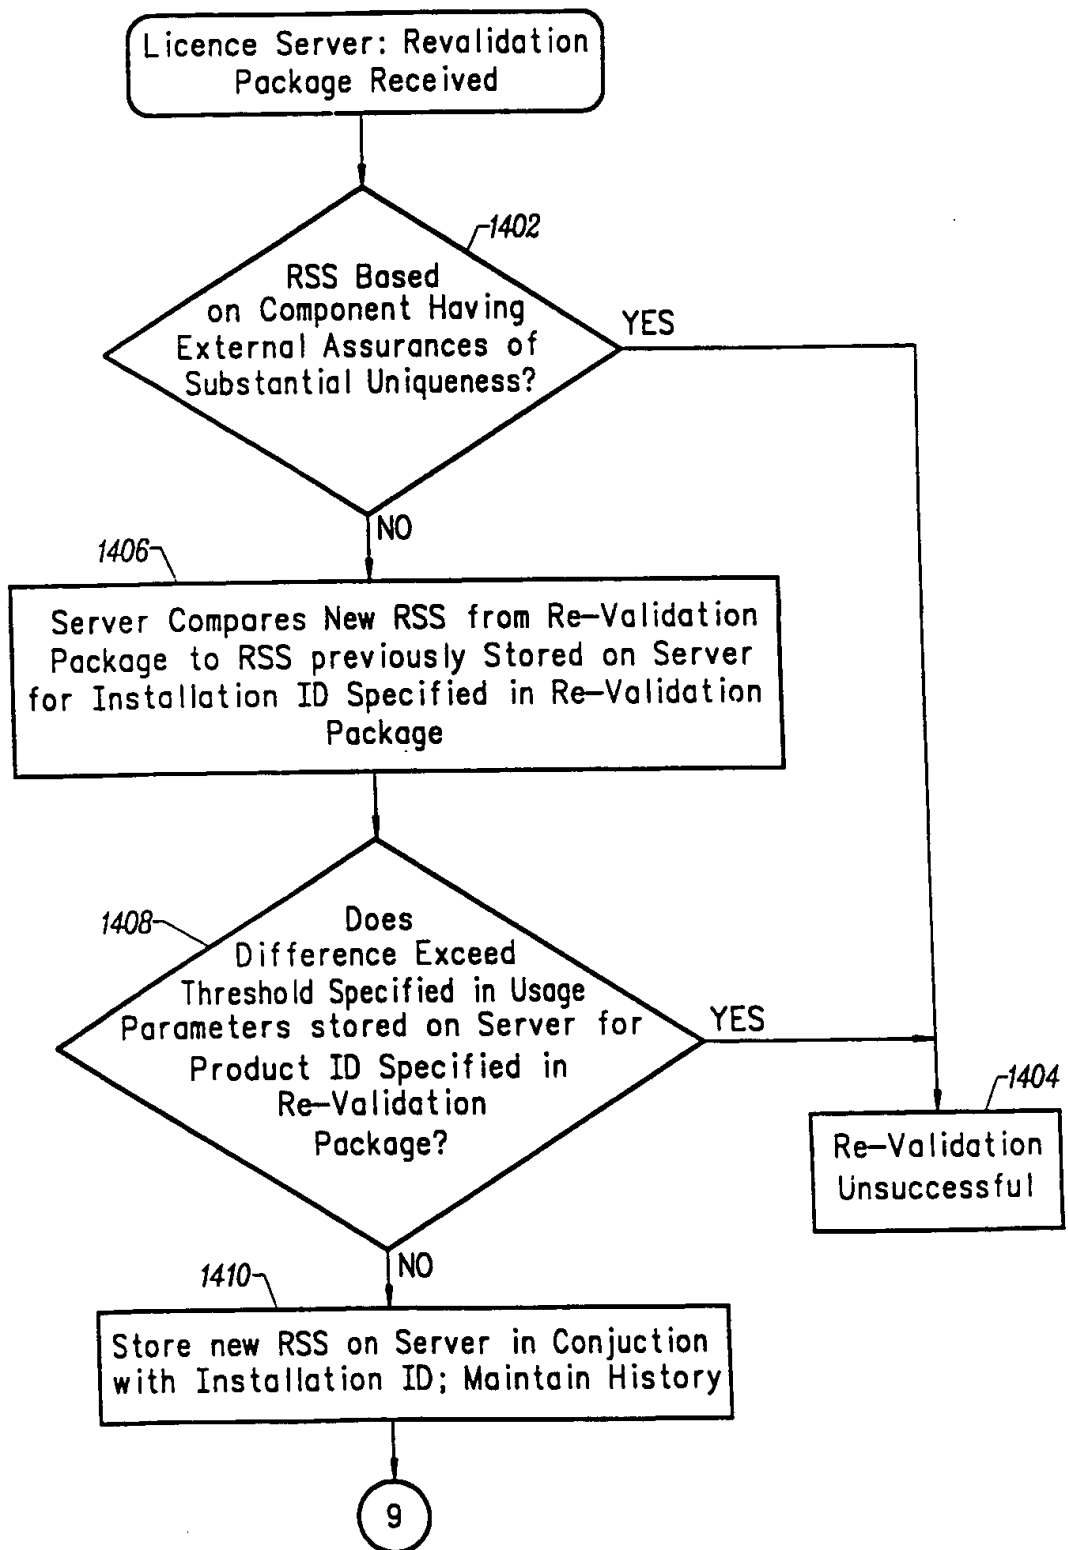 Licence Server: Revalidation
Package Received
1402
RSS Based
on Component Having
External Assurances of
Substantial Uniqueness?
YES
NO
1406
Server Compares New RSS from Re-Validation
Package to RSS previously Stored on Server
for Installation ID Specified in Re-Validation
Package
1408
Does
Difference Exceed
Threshold Specified in Usage
Parameters stored on Server for
Product ID Specified in
Re-Validation
Package?
YES
1404
Re-Validation
Unsuccessful
NO
1410
Store new RSS on Server in Conjuction
with Installation ID; Maintain History
9